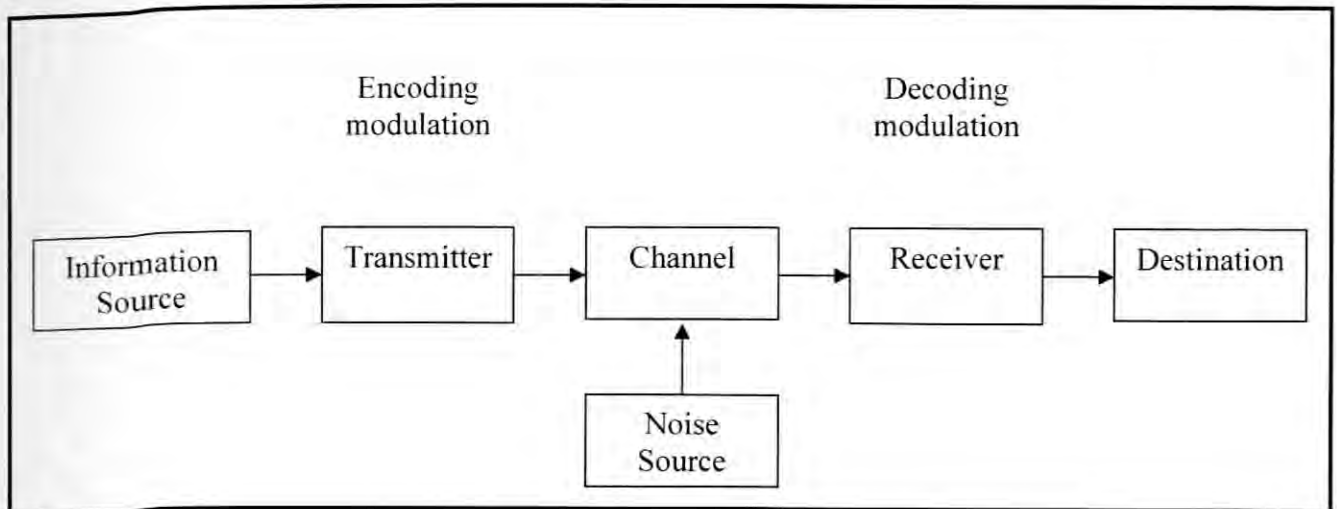 Encoding
modulation
Decoding
modulation
Information
Source
Transmitter
Channel
Receiver
Destination
Noise
Source